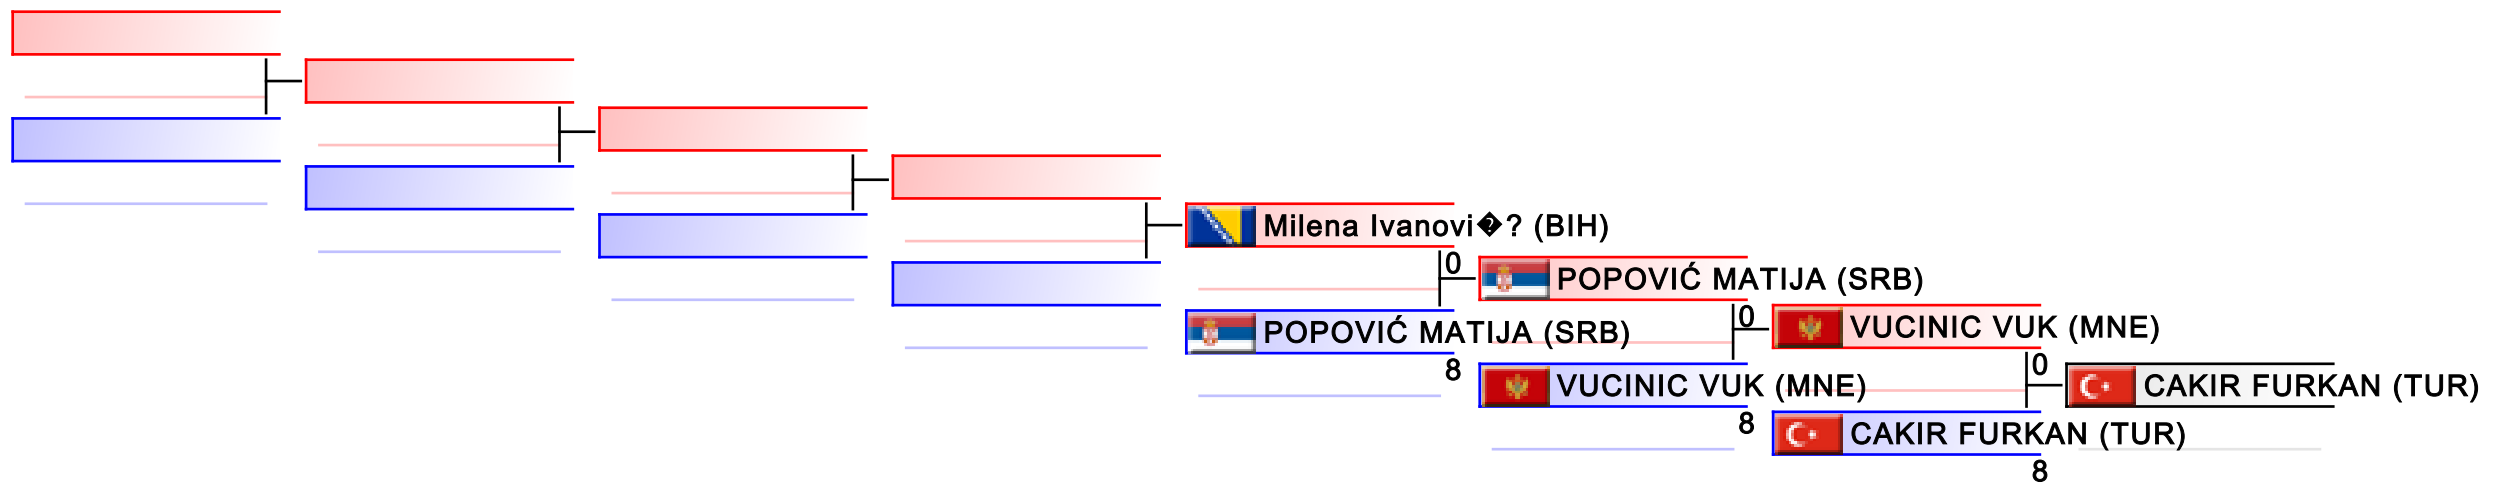 Miena Ivanovi�? (BIH)
0
POPOVIĆ MATIJA (SRB)
POPOVIĆ MATIJA (SRB)
8
0
VUCINIC VUK (MNE)
VUCINIC VUK (MNE)
8
0
CAKIR FURKAN (TUR)
CAKIR FURKAN (TUR)
8